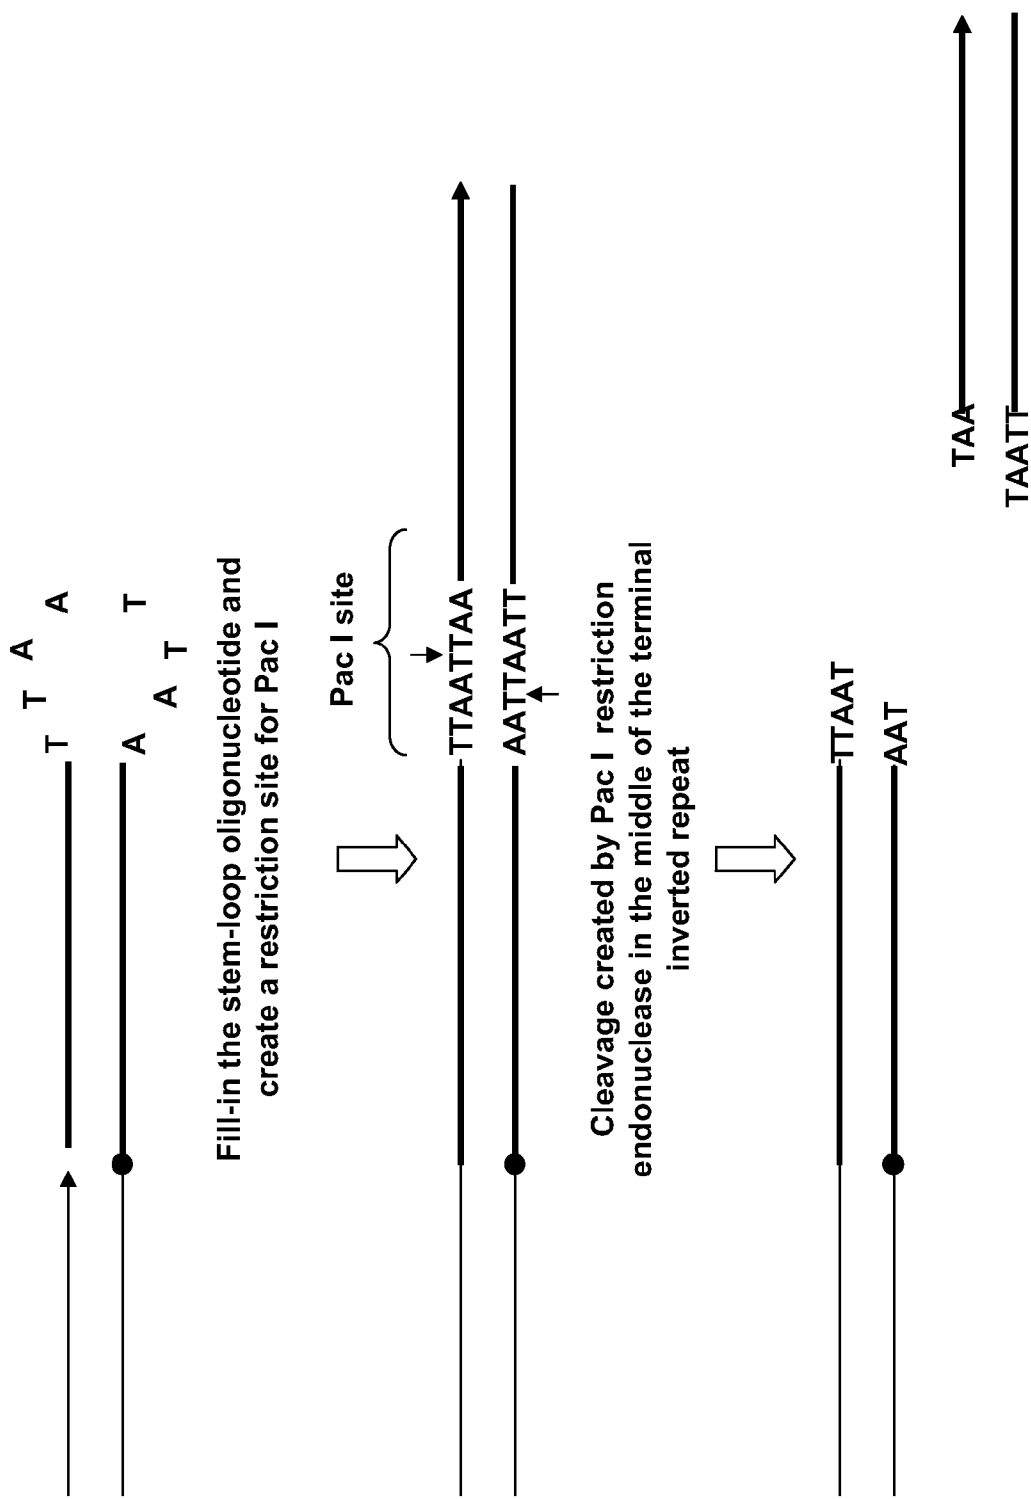 T T A A
A A T T
Fill-in the stem-loop oligonucleotide and
create a restriction site for Pac I
Pac I site
TTAATTAA
AATTAATT
Cleavage created by Pac I restriction
endonuclease in the middle of the terminal
inverted repeat
TTAAT
AAT
TAA
TAATT